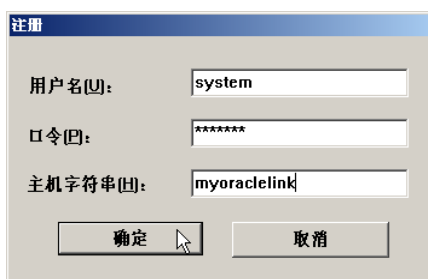 注册
用户名(U)： system
口令(P)： *******
主机字符串(H)： myoraclelink
确定 取消